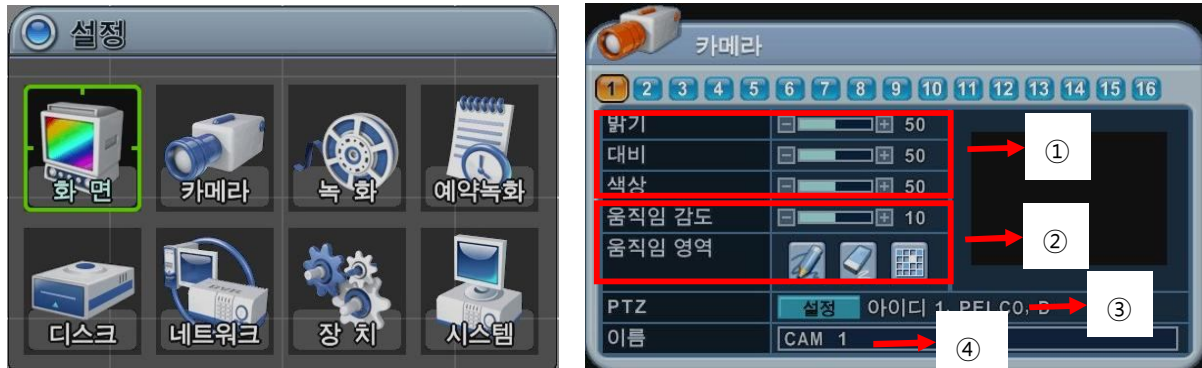 설정
화 면
카메라
녹 화
예약녹화
디스크
네트워크
장 치
시스템
카메라
1 2 3 4 5 6 7 8 9 10 11 12 13 14 15 16
밝기 50
①
대비 50
색상 50
움직임 감도 10
②
움직임 영역
PTZ 설정 아이디 1, PELCO, D
③
이름 CAM 1
④